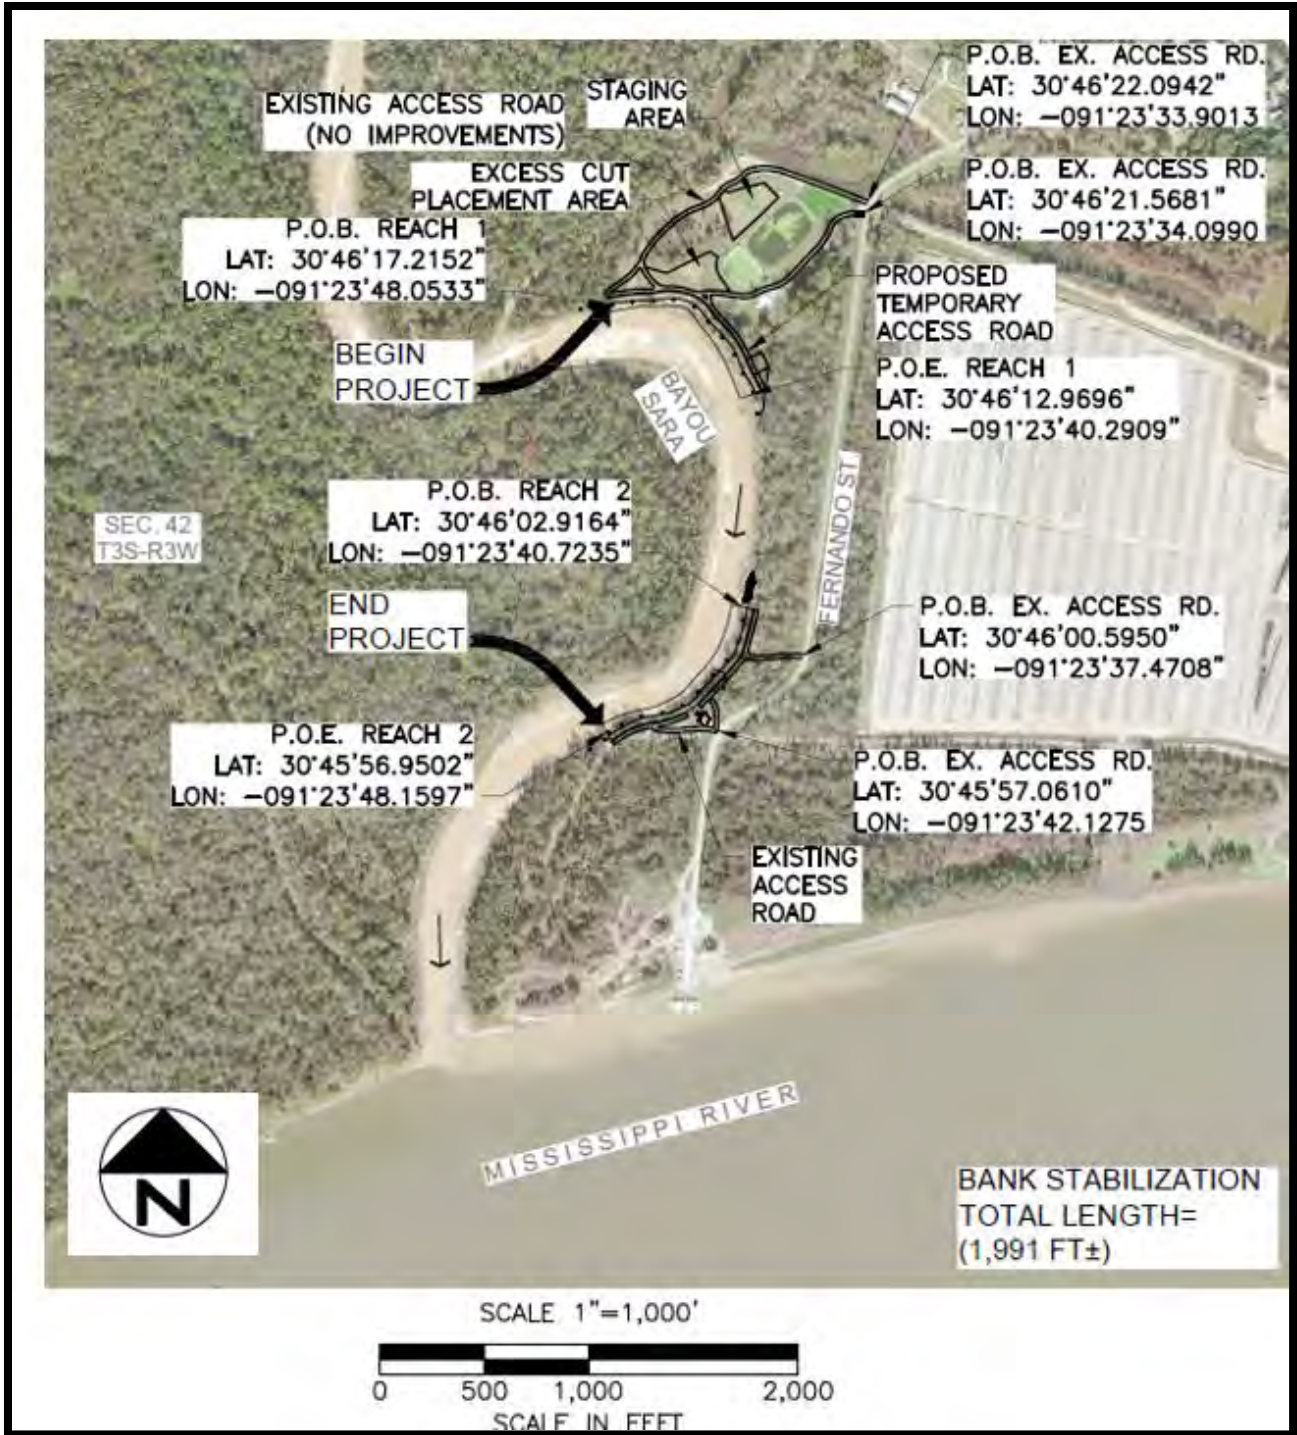 P.O.B. EX. ACCESS RD.
LAT: 30°46'22.0942"
LON: −091°23'33.9013
STAGING
AREA
EXISTING ACCESS ROAD
(NO IMPROVEMENTS)
EXCESS CUT
PLACEMENT AREA
P.O.B. EX. ACCESS RD.
LAT: 30°46'21.5681"
LON: −091°23'34.0990
P.O.B. REACH 1
LAT: 30°46'17.2152"
LON: −091°23'48.0533"
PROPOSED
TEMPORARY
ACCESS ROAD
BEGIN
PROJECT
P.O.E. REACH 1
LAT: 30°46'12.9696"
LON: −091°23'40.2909"
BAYOU
SARA
P.O.B. REACH 2
LAT: 30°46'02.9164"
LON: −091°23'40.7235"
SEC. 42
T3S-R3W
FERNANDO ST.
END
PROJECT
P.O.B. EX. ACCESS RD.
LAT: 30°46'00.5950"
LON: −091°23'37.4708"
P.O.E. REACH 2
LAT: 30°45'56.9502"
LON: −091°23'48.1597"
P.O.B. EX. ACCESS RD.
LAT: 30°45'57.0610"
LON: −091°23'42.1275
EXISTING
ACCESS
ROAD
MISSISSIPPI RIVER
N
BANK STABILIZATION
TOTAL LENGTH=
(1,991 FT±)
SCALE 1"=1,000'
0 500 1,000 2,000
SCALE IN FEET